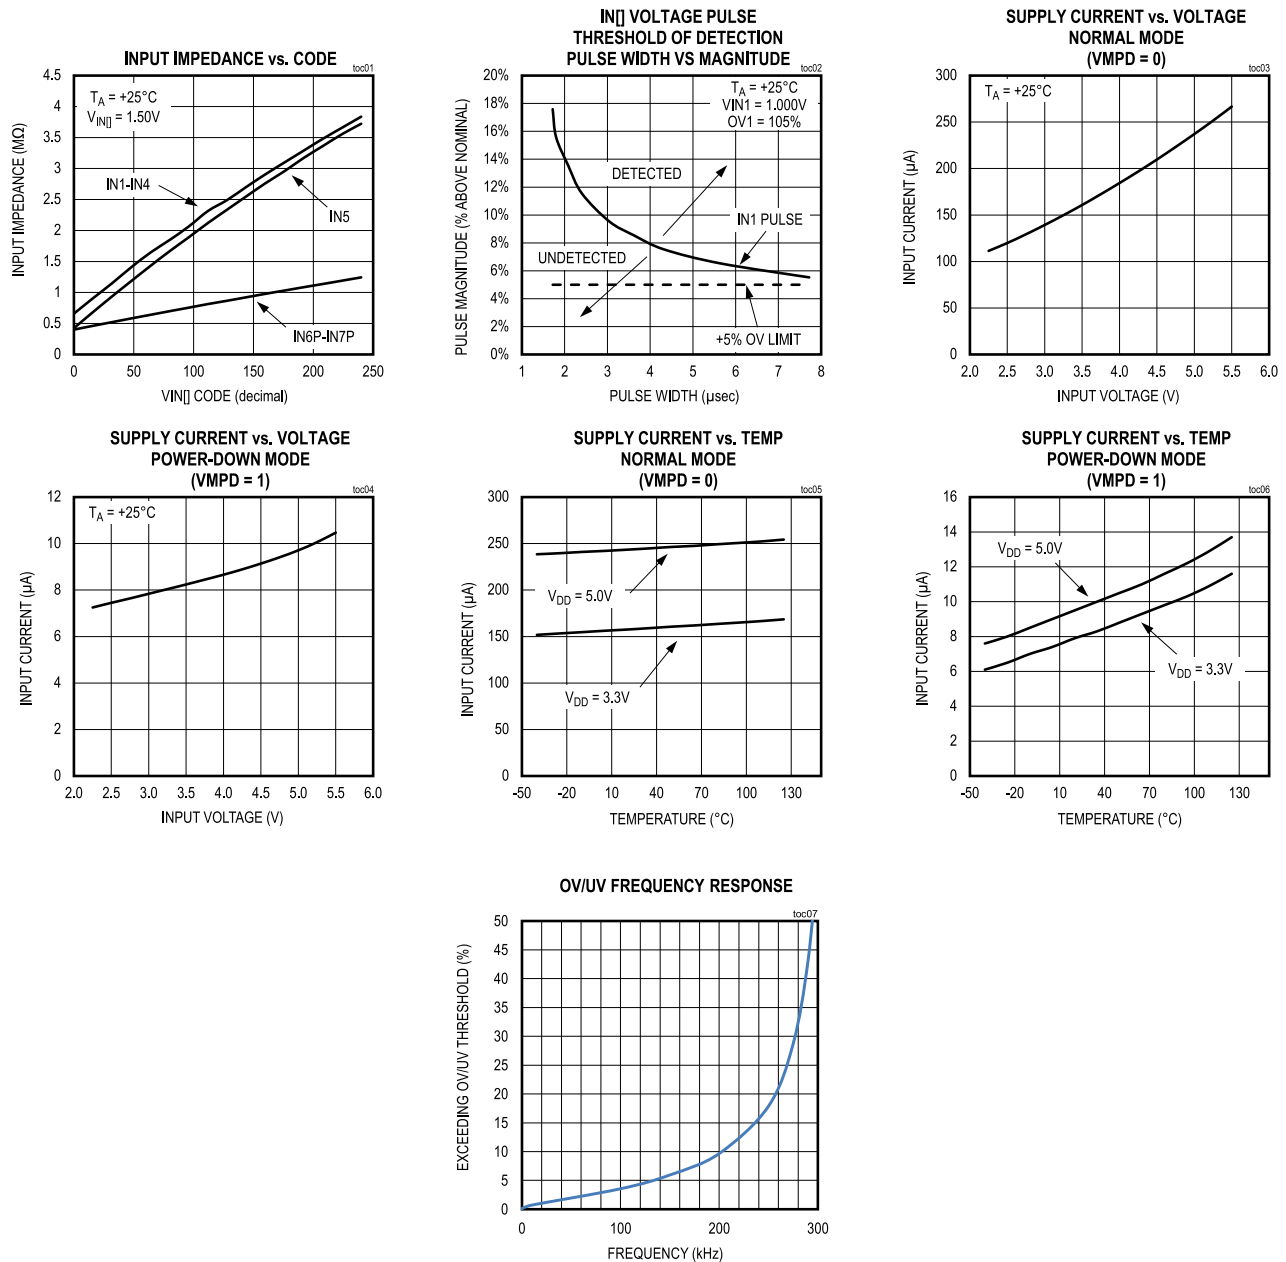 INPUT IMPEDANCE vs. CODE
toc01
T_A = +25°C
V_IN[] = 1.50V
IN1-IN4
IN5
IN6P-IN7P
INPUT IMPEDANCE (MΩ)
4.5
4
3.5
3
2.5
2
1.5
1
0.5
0
0 50 100 150 200 250
VIN[] CODE (decimal)
IN[] VOLTAGE PULSE
THRESHOLD OF DETECTION
PULSE WIDTH VS MAGNITUDE
toc02
T_A = +25°C
VIN1 = 1.000V
OV1 = 105%
DETECTED
IN1 PULSE
UNDETECTED
+5% OV LIMIT
PULSE MAGNITUDE (% ABOVE NOMINAL)
20%
18%
16%
14%
12%
10%
8%
6%
4%
2%
0%
1 2 3 4 5 6 7 8
PULSE WIDTH (µsec)
SUPPLY CURRENT vs. VOLTAGE
NORMAL MODE
(VMPD = 0)
toc03
T_A = +25°C
INPUT CURRENT (µA)
300
250
200
150
100
50
0
2.0 2.5 3.0 3.5 4.0 4.5 5.0 5.5 6.0
INPUT VOLTAGE (V)
SUPPLY CURRENT vs. VOLTAGE
POWER-DOWN MODE
(VMPD = 1)
toc04
T_A = +25°C
INPUT CURRENT (µA)
12
10
8
6
4
2
0
2.0 2.5 3.0 3.5 4.0 4.5 5.0 5.5 6.0
INPUT VOLTAGE (V)
SUPPLY CURRENT vs. TEMP
NORMAL MODE
(VMPD = 0)
toc05
V_DD = 5.0V
V_DD = 3.3V
INPUT CURRENT (µA)
300
250
200
150
100
50
0
-50 -20 10 40 70 100 130
TEMPERATURE (°C)
SUPPLY CURRENT vs. TEMP
POWER-DOWN MODE
(VMPD = 1)
toc06
V_DD = 5.0V
V_DD = 3.3V
INPUT CURRENT (µA)
16
14
12
10
8
6
4
2
0
-50 -20 10 40 70 100 130
TEMPERATURE (°C)
OV/UV FREQUENCY RESPONSE
toc07
EXCEEDING OV/UV THRESHOLD (%)
50
45
40
35
30
25
20
15
10
5
0
0 100 200 300
FREQUENCY (kHz)